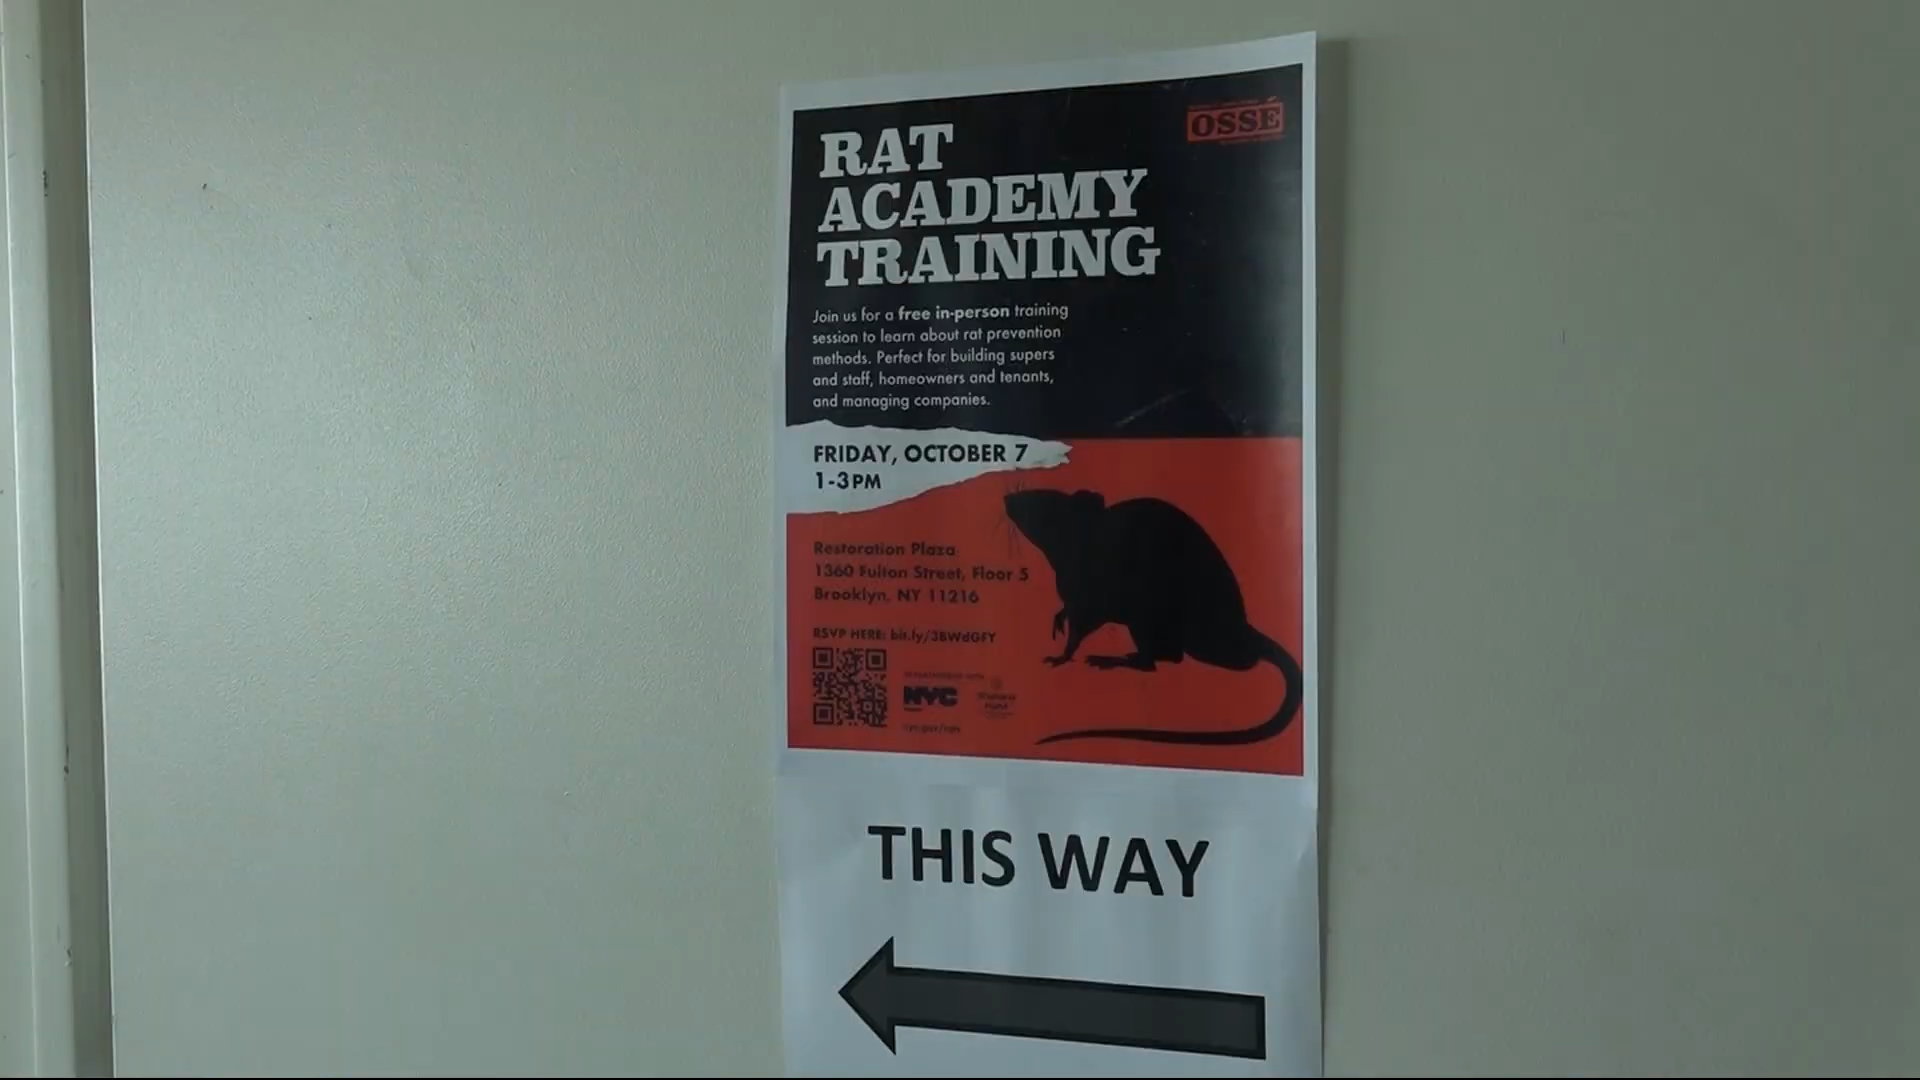 RAT
ACADEMY
TRAINING
OSSÉ
Join us for a free in-person training
session to learn about rat prevention
methods. Perfect for building supers
and staff, homeowners and tenants,
and managing companies.
FRIDAY, OCTOBER 7
1-3PM
Restoration Plaza
1360 Fulton Street, Floor 5
Brooklyn, NY 11216
RSVP HERE: bit.ly/3BWdGFY
NYC
THIS WAY